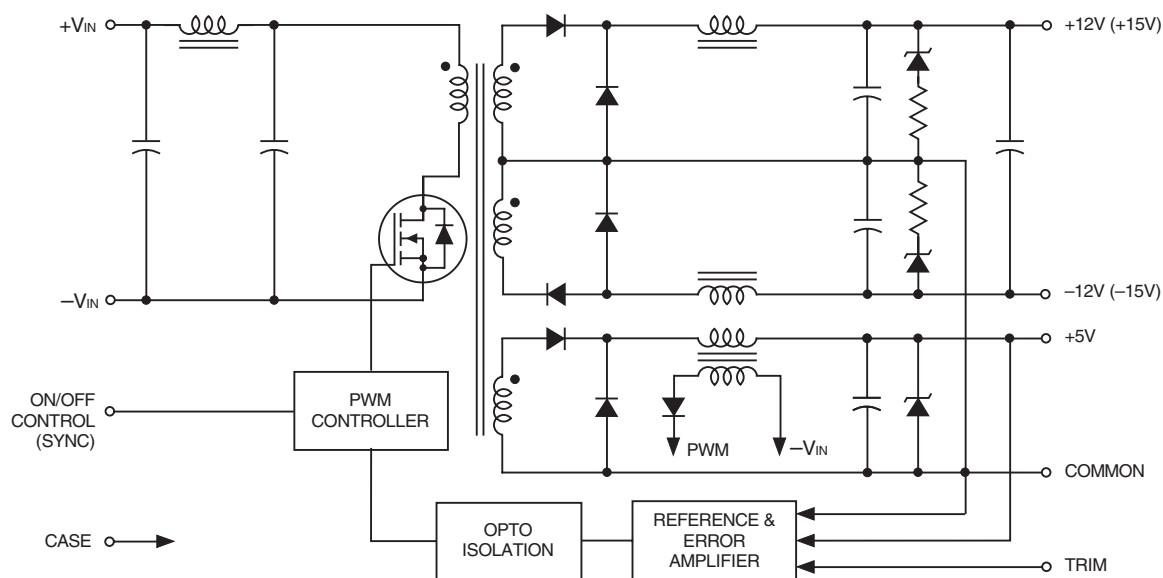 +VIN
+12V (+15V)
–VIN
–12V (–15V)
+5V
ON/OFF
CONTROL
(SYNC)
PWM
CONTROLLER
PWM
–VIN
COMMON
CASE
OPTO
ISOLATION
REFERENCE &
ERROR
AMPLIFIER
TRIM